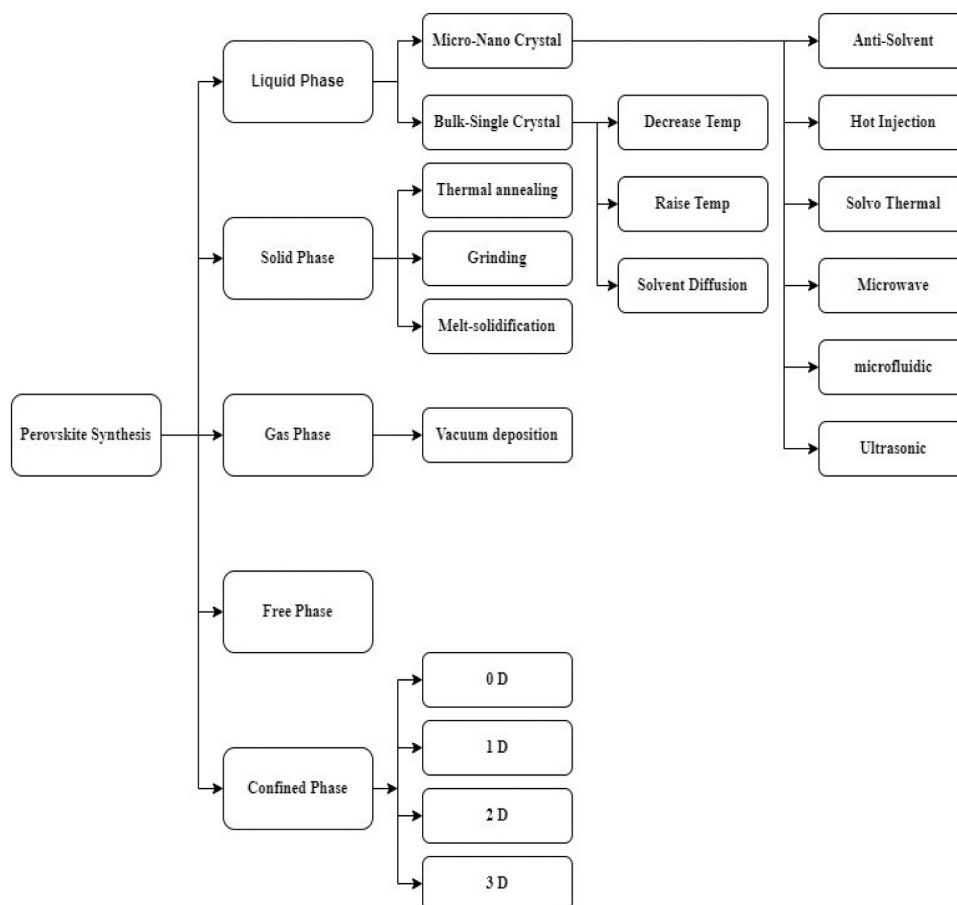 Perovskite Synthesis
Liquid Phase
Micro-Nano Crystal
Anti-Solvent
Hot Injection
Solvo Thermal
Microwave
microfluidic
Ultrasonic
Bulk-Single Crystal
Decrease Temp
Raise Temp
Solvent Diffusion
Solid Phase
Thermal annealing
Grinding
Melt-solidification
Gas Phase
Vacuum deposition
Free Phase
Confined Phase
0 D
1 D
2 D
3 D